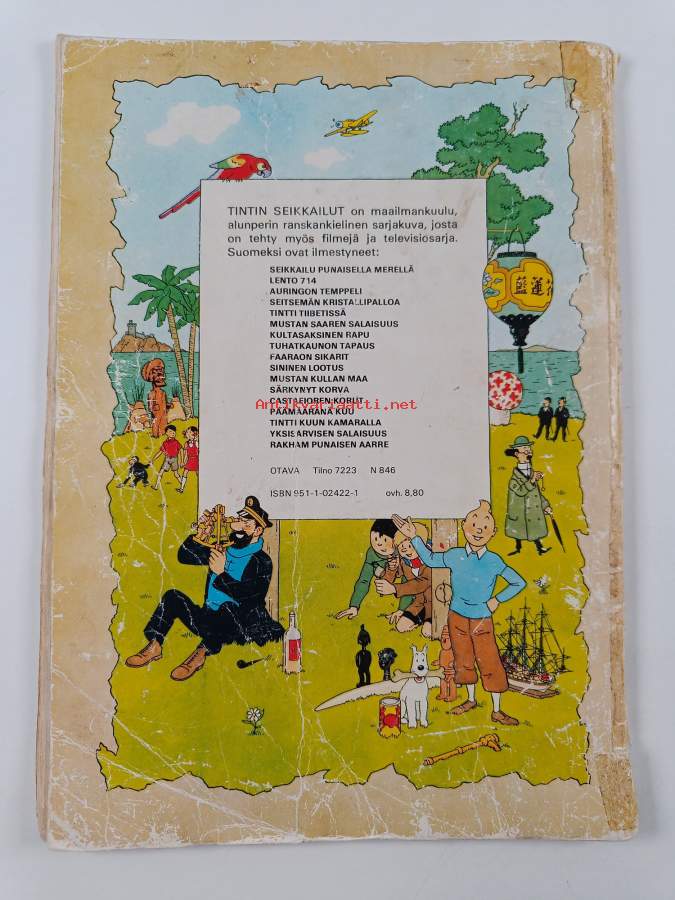 TINTIN SEIKKAILUT on maailmankuulu,
alunperin ranskankielinen sarjakuva, josta
on tehty myös filmejä ja televisiosarja.
Suomeksi ovat ilmestyneet:
SEIKKAILU PUNAISELLA MERELLÄ
LENTO 714
AURINGON TEMPPELI
SEITSEMÄN KRISTALLIPALLOA
TINTTI TIIBETISSÄ
MUSTAN SAAREN SALAISUUS
KULTASAKSINEN RAPU
TUHATKAUNON TAPAUS
FAARAON SIKARIT
SININEN LOOTUS
MUSTAN KULLAN MAA
SÄRKYNYT KORVA
CASTAFIOREN KORUT
Antikvariaatti.net
PÄÄMÄÄRÄNÄ KUU
TINTTI KUUN KAMARALLA
YKSISARVISEN SALAISUUS
RAKHAM PUNAISEN AARRE
OTAVA Tilno 7223 N 846
ISBN 951-1-02422-1 ovh. 8,80
藍蓮